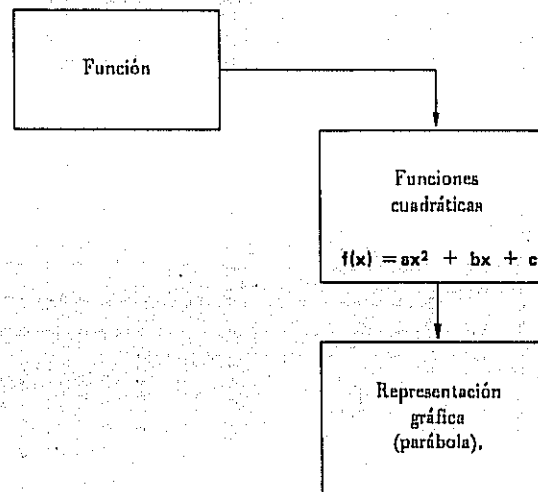 Función
Funciones
cuadráticas
f(x) = ax² + bx + c
Representación
gráfica
(parábola).